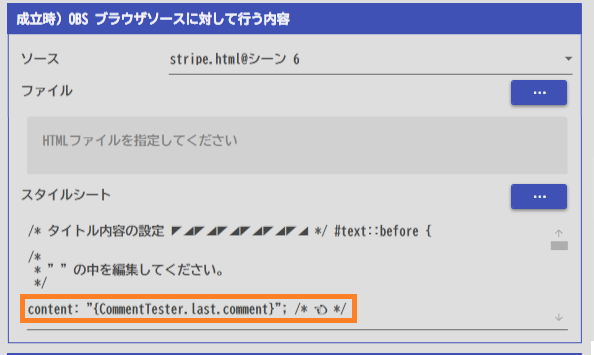 成立時) OBS ブラウザソースに対して行う内容
ソース
stripe.html@シーン 6
ファイル
...
HTMLファイルを指定してください
スタイルシート
...
/* タイトル内容の設定 ◤◢◤◢◤◢◤◢◤◢◤◢ */ #text::before {
/*
* ” ” の中を編集してください。
*/
content: ”{CommentTester.last.comment}”; /* 👈 */